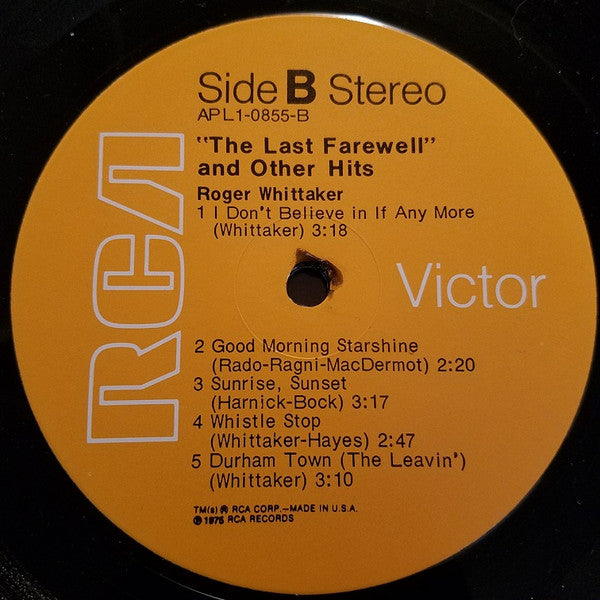 Side B Stereo
APL1-0855-B
"The Last Farewell"
and Other Hits
Roger Whittaker
1 I Don't Believe in If Any More
(Whittaker) 3:18
RCA
Victor
2 Good Morning Starshine
(Rado-Ragni-MacDermot) 2:20
3 Sunrise, Sunset
(Harnick-Bock) 3:17
4 Whistle Stop
(Whittaker-Hayes) 2:47
5 Durham Town (The Leavin')
(Whittaker) 3:10
TM(s) ® RCA CORP.—MADE IN U.S.A.
℗ 1975 RCA RECORDS